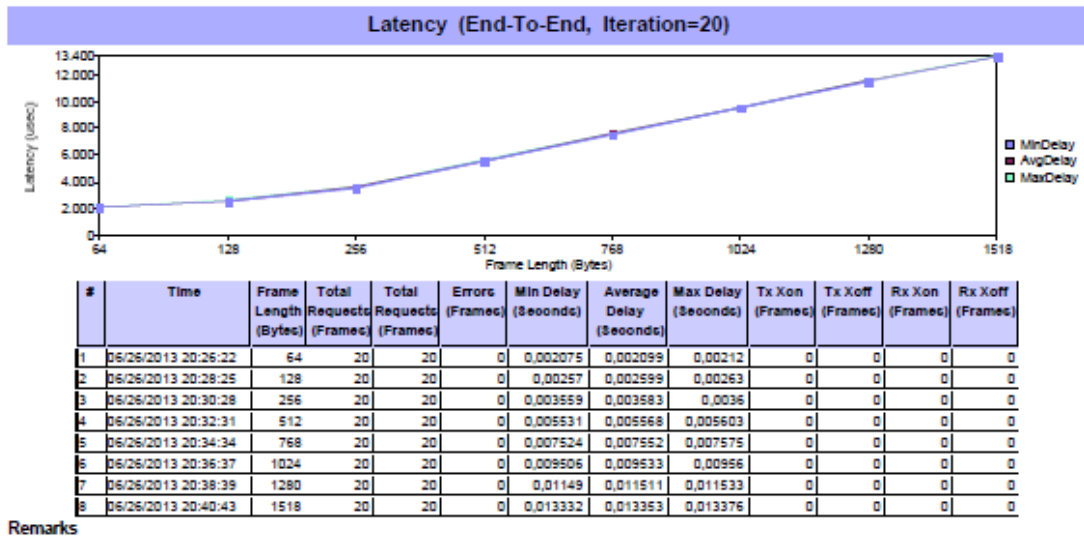 Latency (End-To-End, Iteration=20)
Latency (usec)
13.400
12.000
10.000
8.000
6.000
4.000
2.000
0
64 128 256 512 768 1024 1280 1518
Frame Length (Bytes)
MinDelay
AvgDelay
MaxDelay
# Time Frame Length (Bytes) Total Requests (Frames) Total Requests (Frames) Errors (Frames) Min Delay (Seconds) Average Delay (Seconds) Max Delay (Seconds) Tx Xon (Frames) Tx Xoff (Frames) Rx Xon (Frames) Rx Xoff (Frames)
1 06/26/2013 20:26:22 64 20 20 0 0,002075 0,002099 0,00212 0 0 0 0
2 06/26/2013 20:28:25 128 20 20 0 0,00257 0,002599 0,00263 0 0 0 0
3 06/26/2013 20:30:28 256 20 20 0 0,003559 0,003583 0,0036 0 0 0 0
4 06/26/2013 20:32:31 512 20 20 0 0,005531 0,005568 0,005603 0 0 0 0
5 06/26/2013 20:34:34 768 20 20 0 0,007524 0,007552 0,007575 0 0 0 0
6 06/26/2013 20:36:37 1024 20 20 0 0,009506 0,009533 0,00956 0 0 0 0
7 06/26/2013 20:38:39 1280 20 20 0 0,01149 0,011511 0,011533 0 0 0 0
8 06/26/2013 20:40:43 1518 20 20 0 0,013332 0,013353 0,013376 0 0 0 0
Remarks